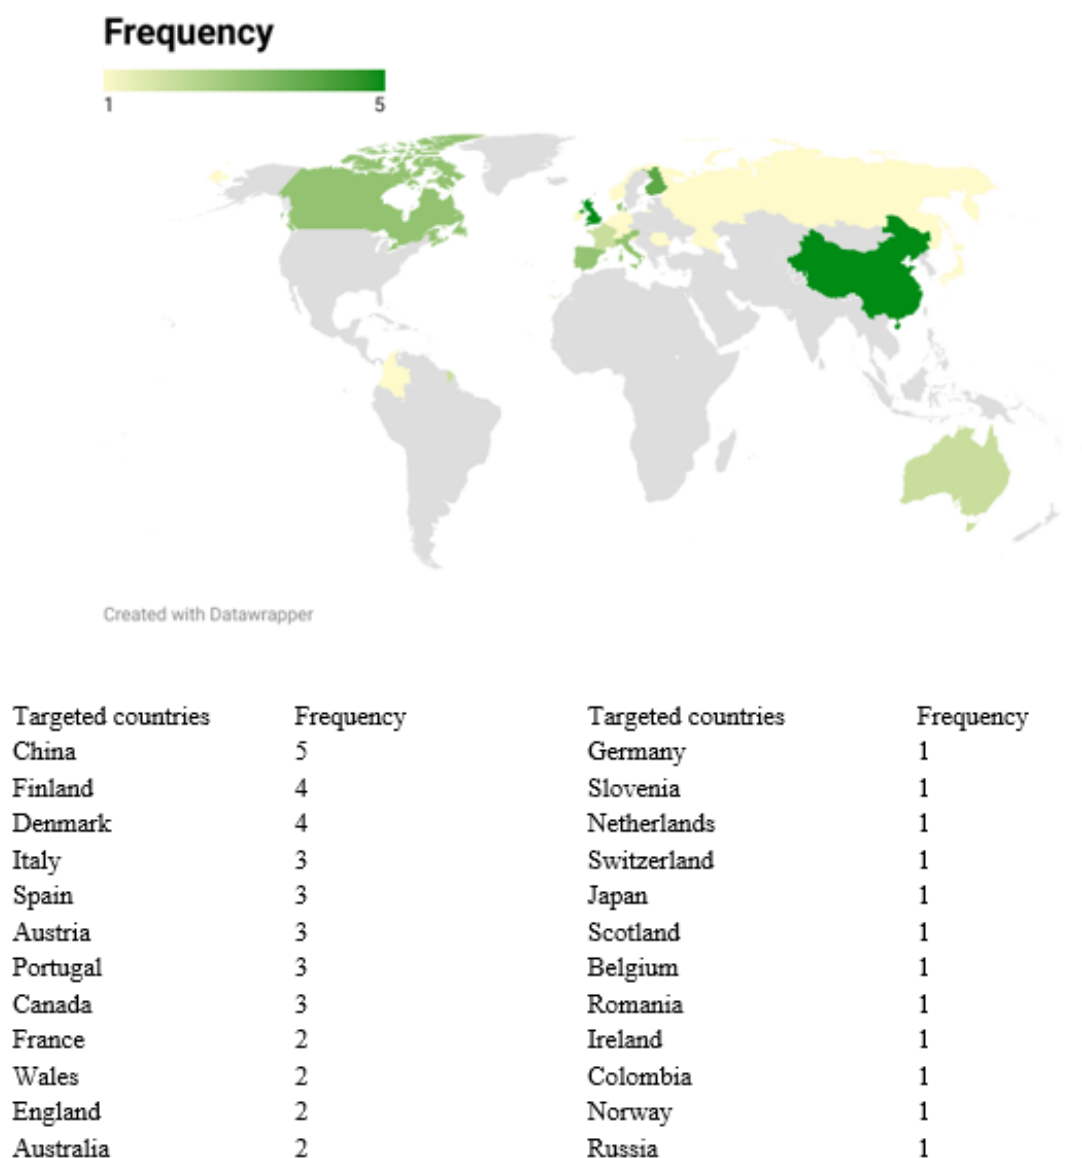 Frequency
1 5
Created with Datawrapper
Targeted countries Frequency Targeted countries Frequency
China 5 Germany 1
Finland 4 Slovenia 1
Denmark 4 Netherlands 1
Italy 3 Switzerland 1
Spain 3 Japan 1
Austria 3 Scotland 1
Portugal 3 Belgium 1
Canada 3 Romania 1
France 2 Ireland 1
Wales 2 Colombia 1
England 2 Norway 1
Australia 2 Russia 1